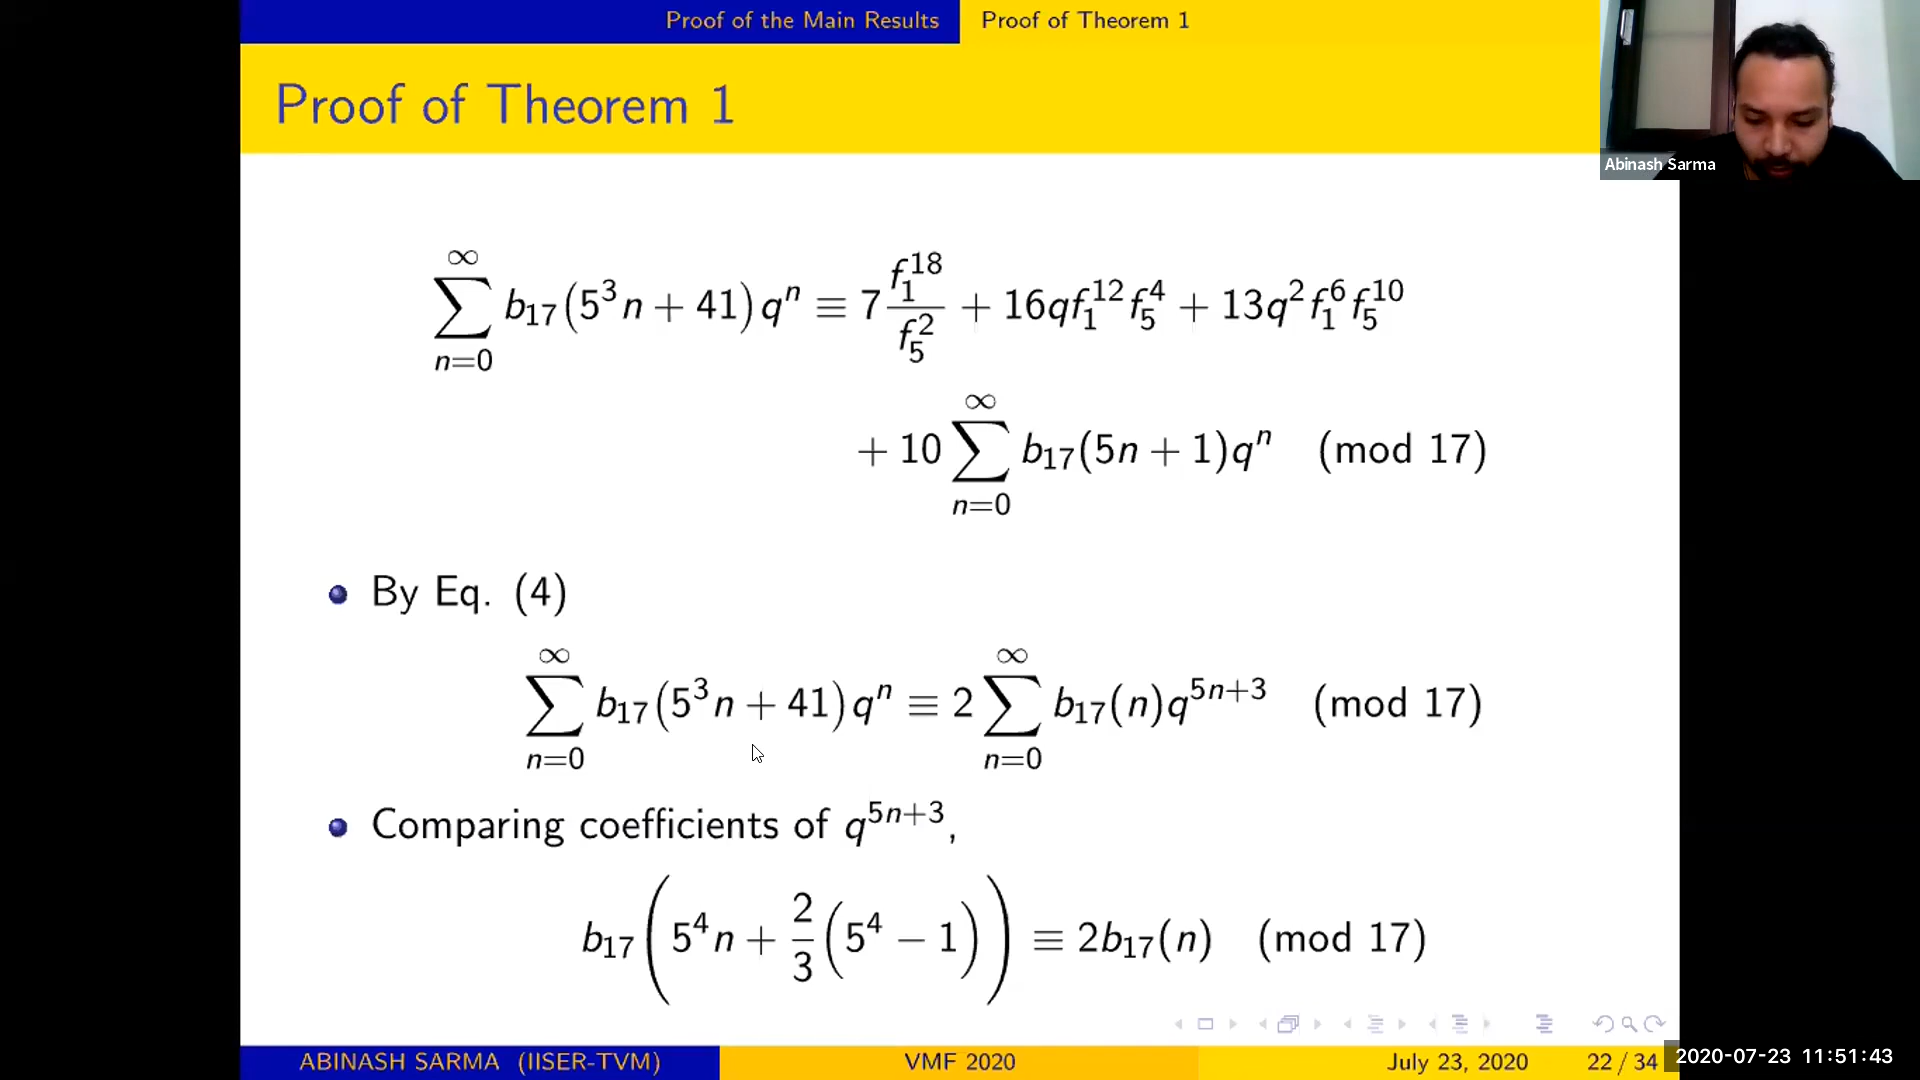 Proof of the Main Results Proof of Theorem 1
Proof of Theorem 1
Abinash Sarma
∑_{n=0}^{∞} b_{17}(5^3 n + 41) q^n ≡ 7 \frac{f_1^{18}}{f_5^2} + 16q f_1^{12} f_5^4 + 13q^2 f_1^6 f_5^{10}
+ 10 ∑_{n=0}^{∞} b_{17}(5n + 1) q^n (mod 17)
By Eq. (4)
∑_{n=0}^{∞} b_{17}(5^3 n + 41) q^n ≡ 2 ∑_{n=0}^{∞} b_{17}(n) q^{5n+3} (mod 17)
Comparing coefficients of q^{5n+3},
b_{17}(5^4 n + \frac{2}{3}(5^4 − 1)) ≡ 2b_{17}(n) (mod 17)
ABINASH SARMA (IISER-TVM) VMF 2020 July 23, 2020 22 / 34
2020-07-23 11:51:43